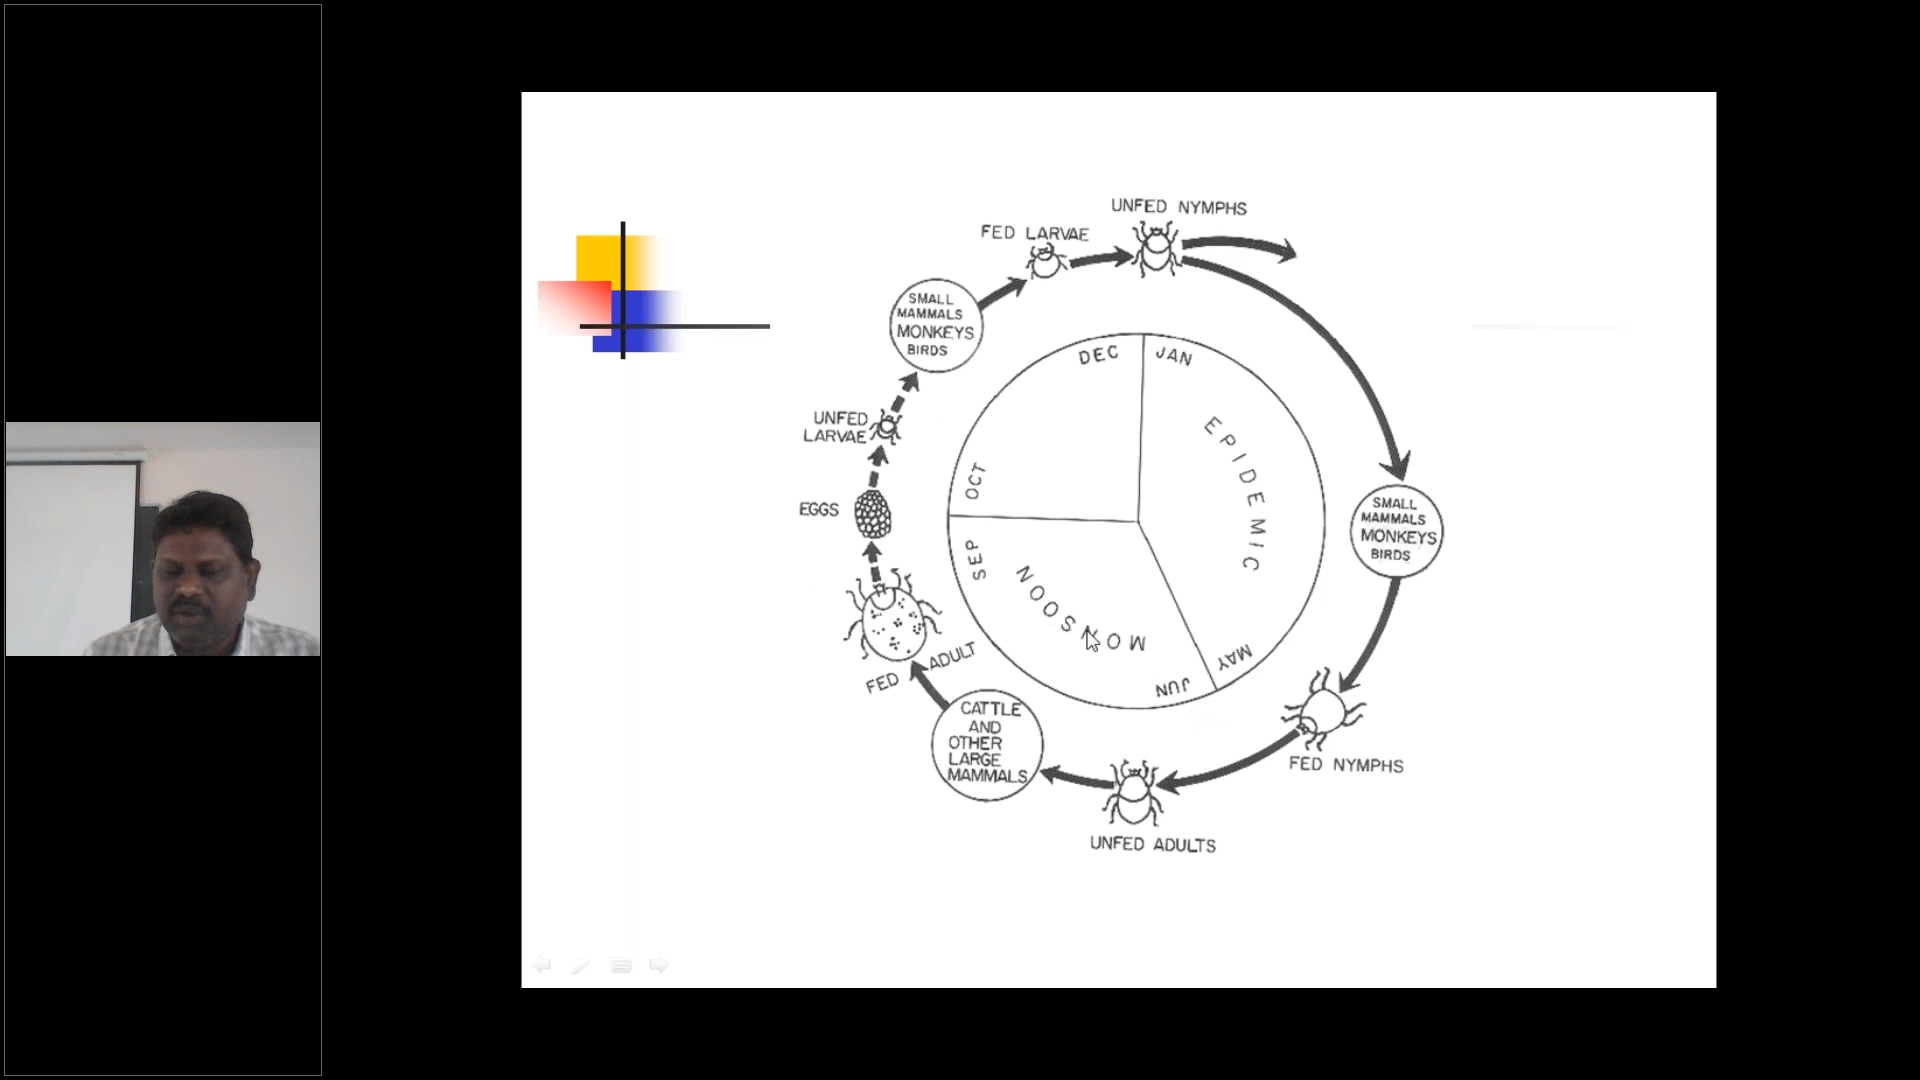 UNFED NYMPHS
FED LARVAE
SMALL
MAMMALS
MONKEYS
BIRDS
UNFED
LARVAE
EGGS
FED ADULT
CATTLE
AND
OTHER
LARGE
MAMMALS
UNFED ADULTS
FED NYMPHS
SMALL
MAMMALS
MONKEYS
BIRDS
DEC
JAN
EPIDEMIC
MAY
JUN
MONSOON
SEP
OCT